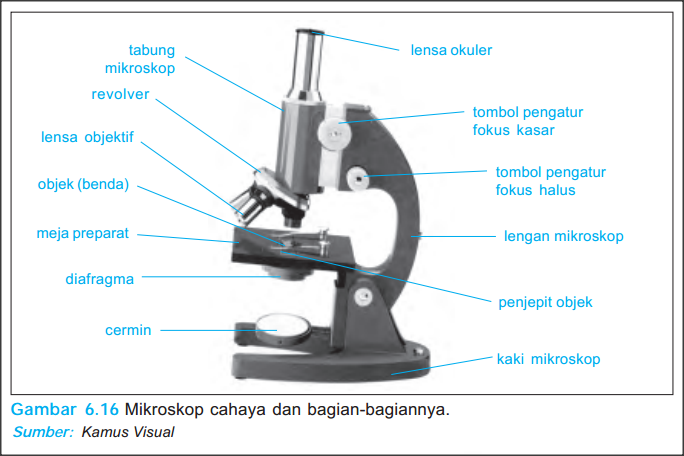 lensa okuler
tabung
mikroskop
revolver
tombol pengatur
fokus kasar
lensa objektif
tombol pengatur
fokus halus
objek (benda)
meja preparat
lengan mikroskop
diafragma
penjepit objek
cermin
kaki mikroskop
Gambar 6.16 Mikroskop cahaya dan bagian-bagiannya.
Sumber: Kamus Visual